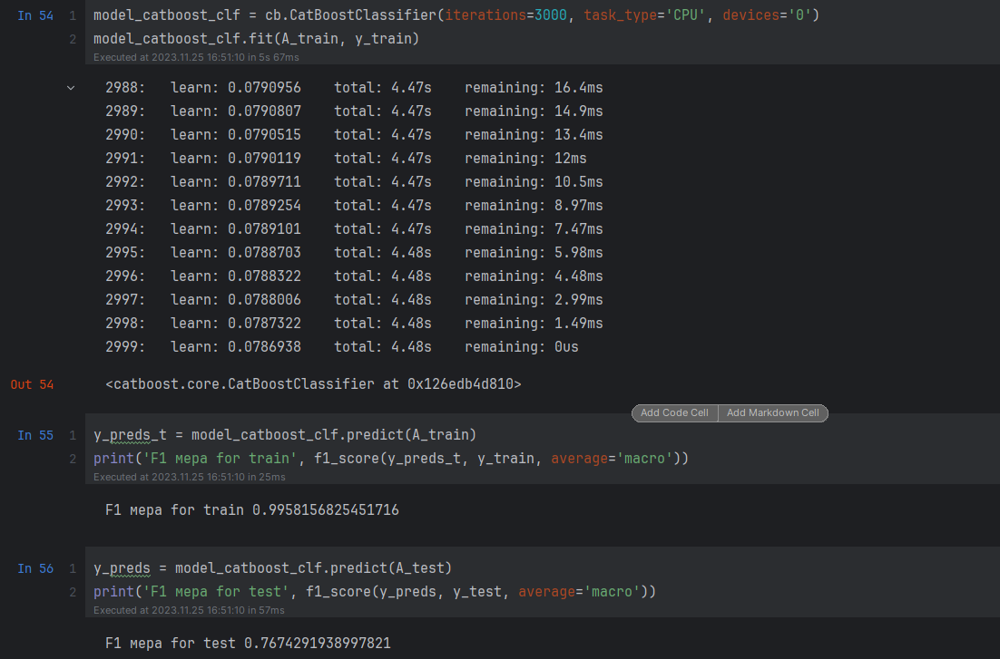 In 54
1 model_catboost_clf = cb.CatBoostClassifier(iterations=3000, task_type='CPU', devices='0')
2 model_catboost_clf.fit(A_train, y_train)
Executed at 2023.11.25 16:51:10 in 5s 67ms
2988: learn: 0.0790956 total: 4.47s remaining: 16.4ms
2989: learn: 0.0790807 total: 4.47s remaining: 14.9ms
2990: learn: 0.0790515 total: 4.47s remaining: 13.4ms
2991: learn: 0.0790119 total: 4.47s remaining: 12ms
2992: learn: 0.0789711 total: 4.47s remaining: 10.5ms
2993: learn: 0.0789254 total: 4.47s remaining: 8.97ms
2994: learn: 0.0789101 total: 4.47s remaining: 7.47ms
2995: learn: 0.0788703 total: 4.48s remaining: 5.98ms
2996: learn: 0.0788322 total: 4.48s remaining: 4.48ms
2997: learn: 0.0788006 total: 4.48s remaining: 2.99ms
2998: learn: 0.0787322 total: 4.48s remaining: 1.49ms
2999: learn: 0.0786938 total: 4.48s remaining: 0us
Out 54 <catboost.core.CatBoostClassifier at 0x126edb4d810>
Add Code Cell Add Markdown Cell
In 55
1 y_preds_t = model_catboost_clf.predict(A_train)
2 print('F1 мера for train', f1_score(y_preds_t, y_train, average='macro'))
Executed at 2023.11.25 16:51:10 in 25ms
F1 мера for train 0.9958156825451716
In 56
1 y_preds = model_catboost_clf.predict(A_test)
2 print('F1 мера for test', f1_score(y_preds, y_test, average='macro'))
Executed at 2023.11.25 16:51:10 in 57ms
F1 мера for test 0.7674291938997821